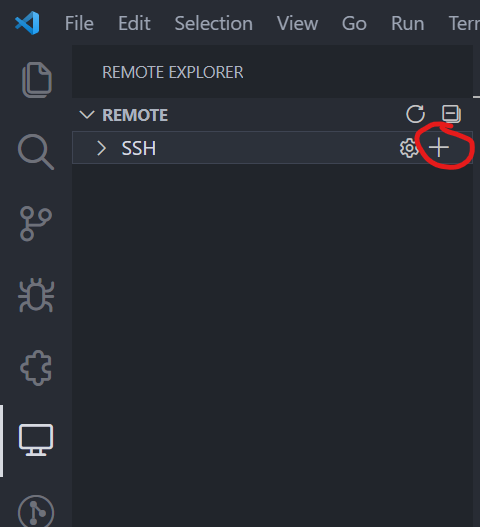 File Edit Selection View Go Run
REMOTE EXPLORER
REMOTE
SSH